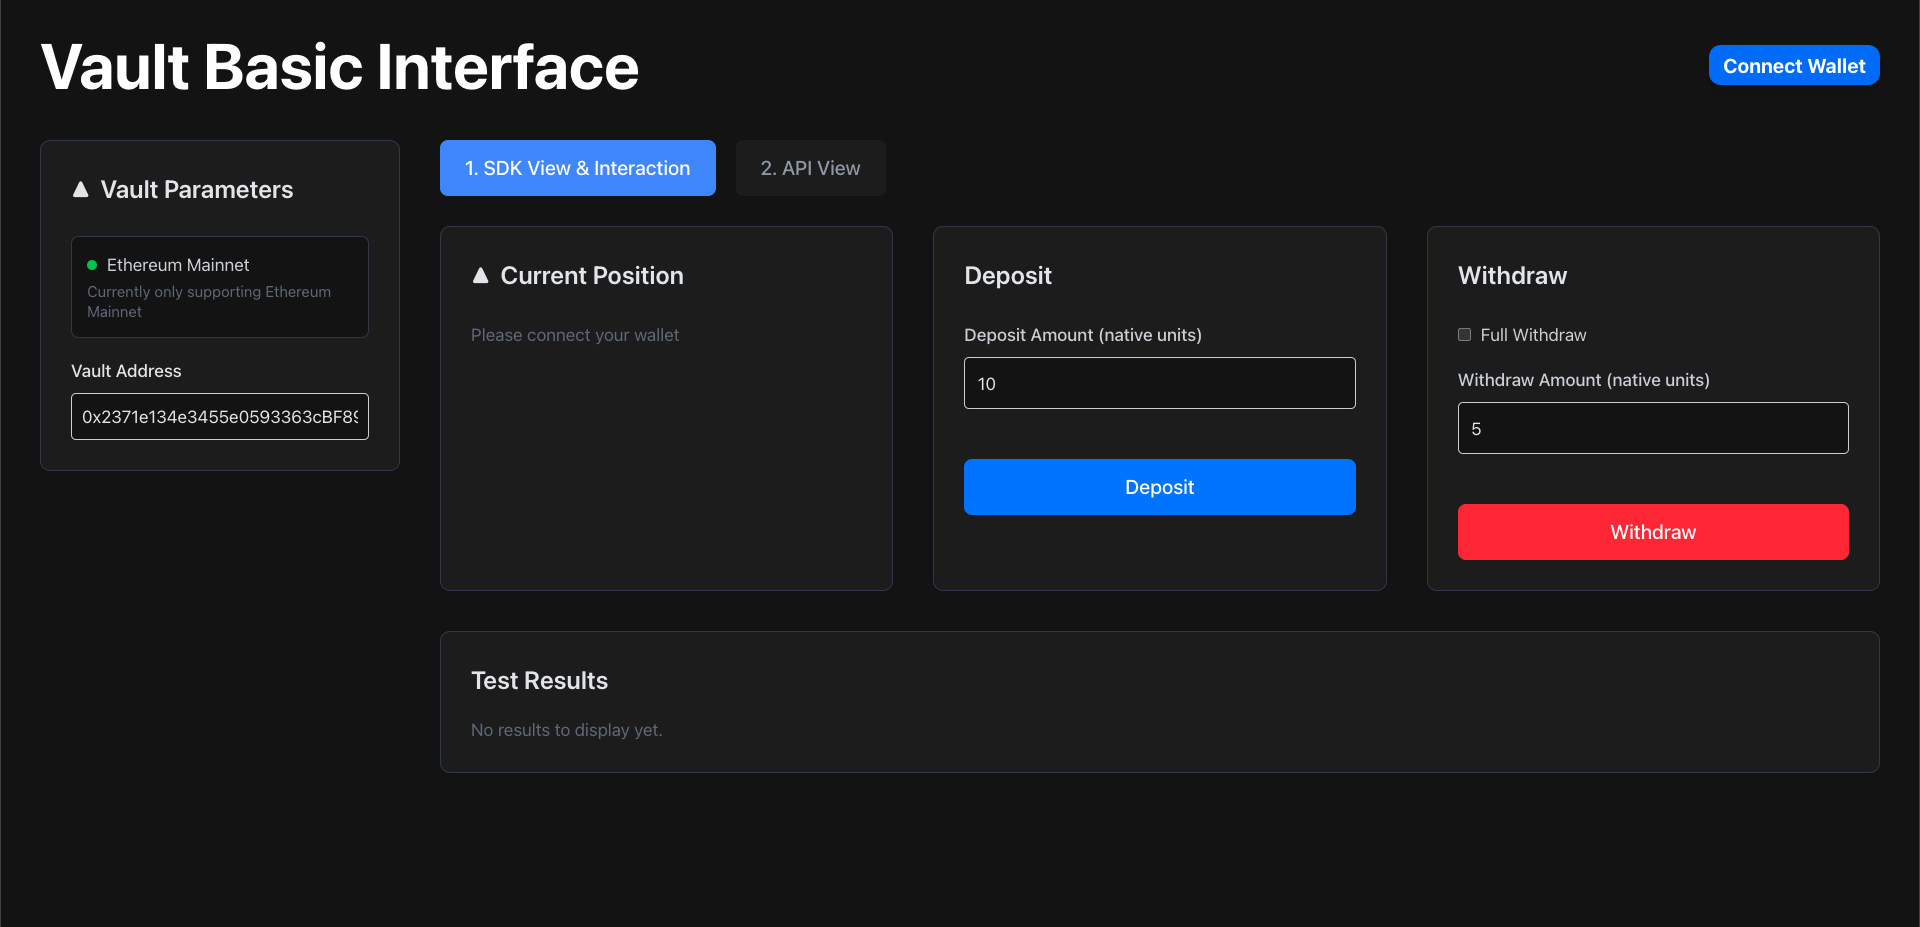 Vault Basic Interface
Connect Wallet
Vault Parameters
Ethereum Mainnet
Currently only supporting Ethereum
Mainnet
Vault Address
0x2371e134e3455e0593363cBF89
1. SDK View & Interaction
2. API View
Current Position
Please connect your wallet
Deposit
Deposit Amount (native units)
10
Deposit
Withdraw
Full Withdraw
Withdraw Amount (native units)
5
Withdraw
Test Results
No results to display yet.